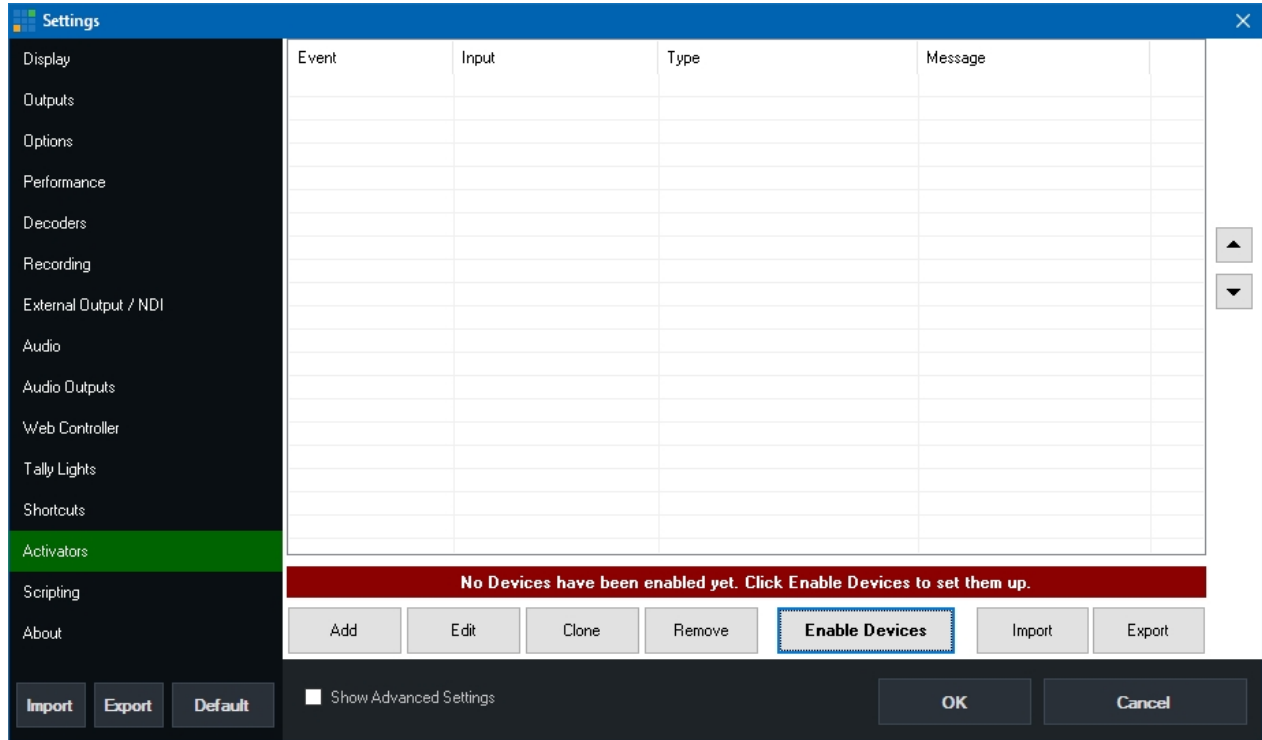 Settings
Display
Outputs
Options
Performance
Decoders
Recording
External Output / NDI
Audio
Audio Outputs
Web Controller
Tally Lights
Shortcuts
Activators
Scripting
About
Import Export Default
Event Input Type Message
No Devices have been enabled yet. Click Enable Devices to set them up.
Add Edit Clone Remove Enable Devices Import Export
Show Advanced Settings OK Cancel